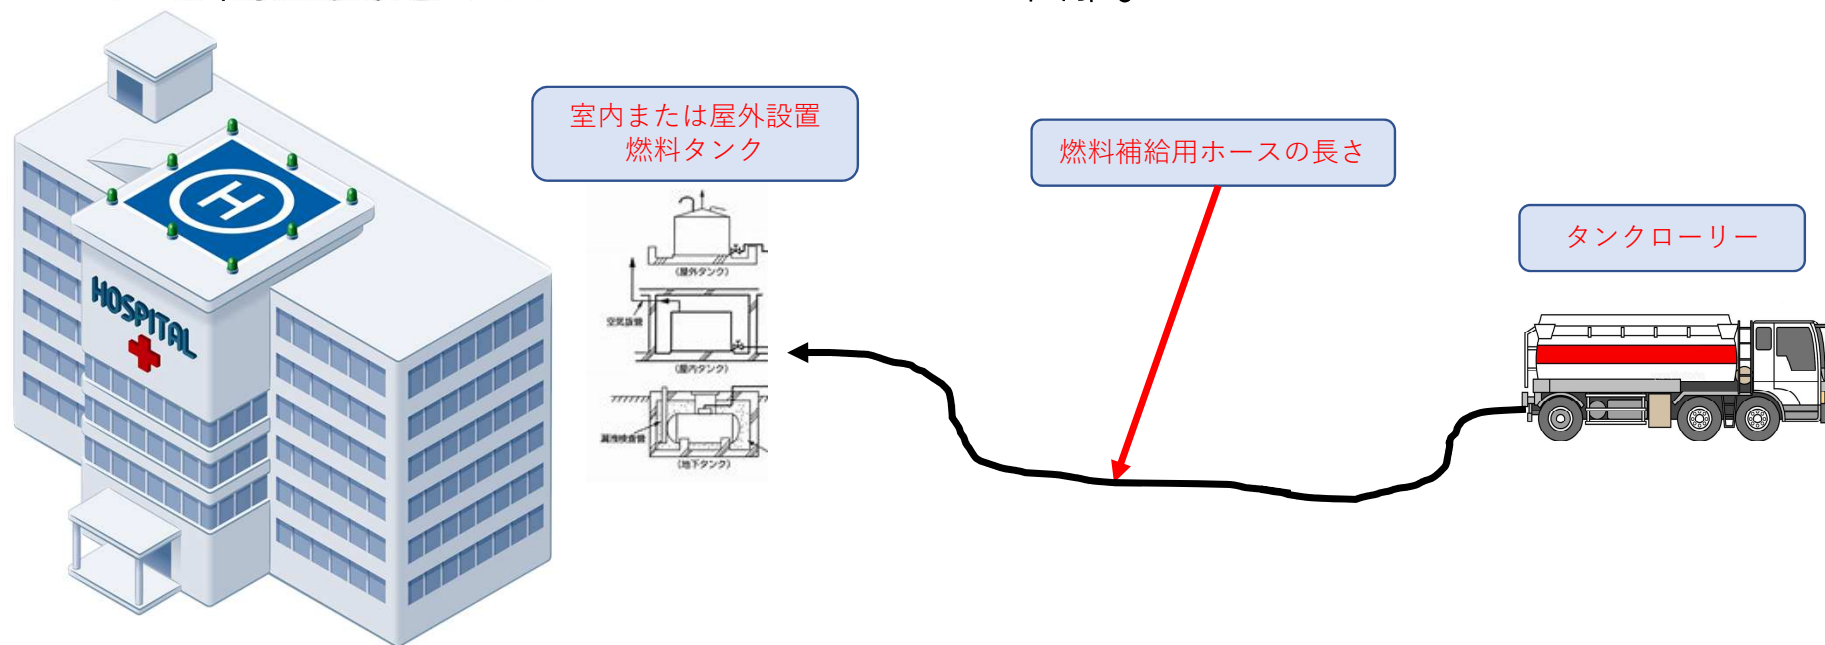 室内または屋外設置
燃料タンク
燃料補給用ホースの長さ
タンクローリー
HOSPITAL
H
(屋外タンク)
空気抜管
(屋内タンク)
漏洩検査管
(地下タンク)